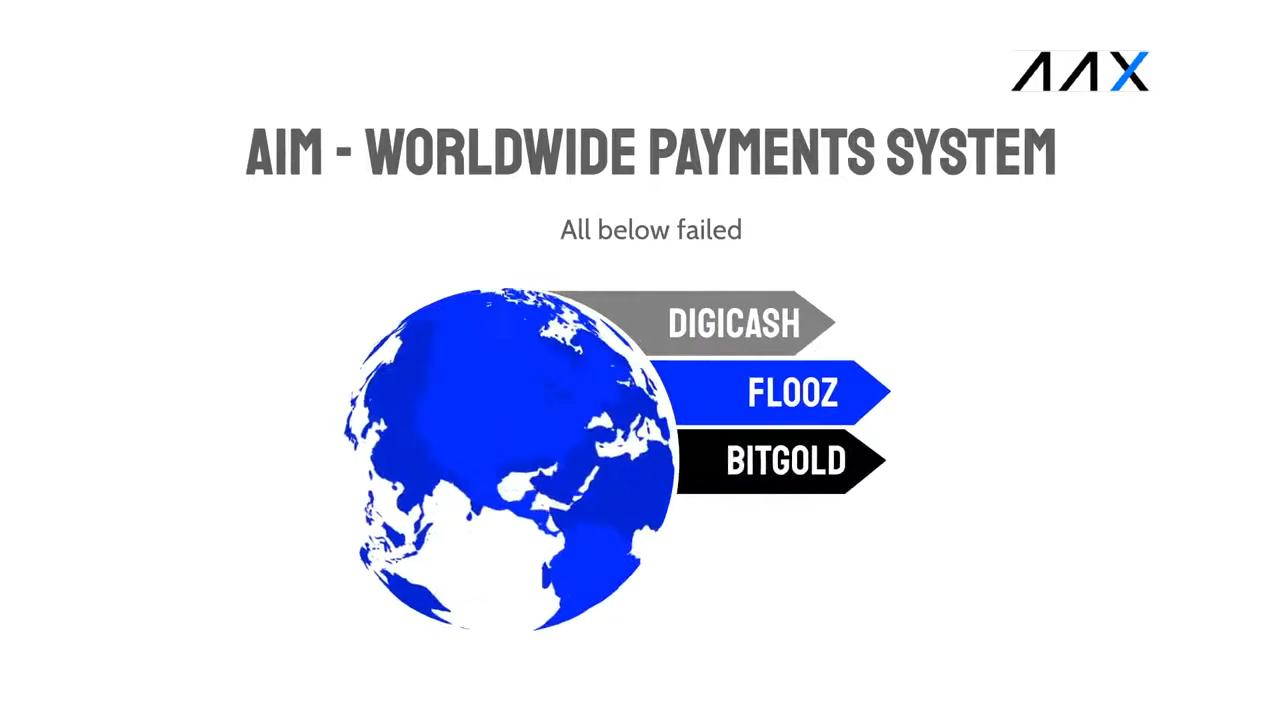 AAX
AIM - WORLDWIDE PAYMENTS SYSTEM
All below failed
DIGICASH
FLOOZ
BITGOLD